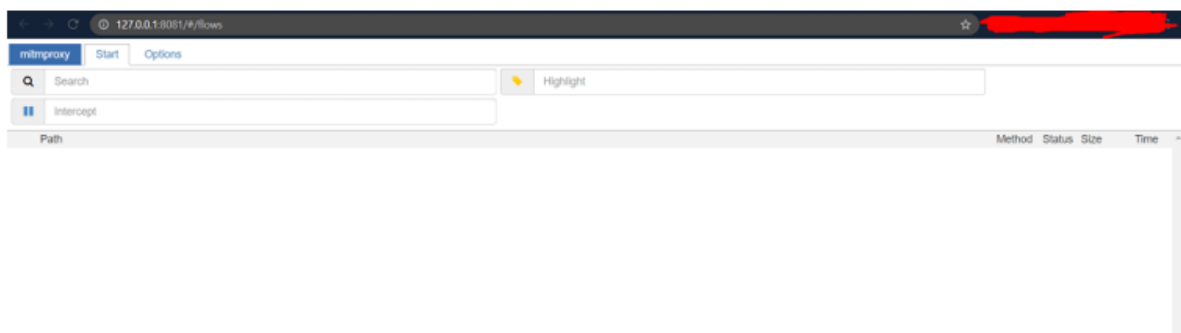 127.0.0.1:8081/#/flows
mitmproxy Start Options
Search Highlight
Intercept
Path Method Status Size Time